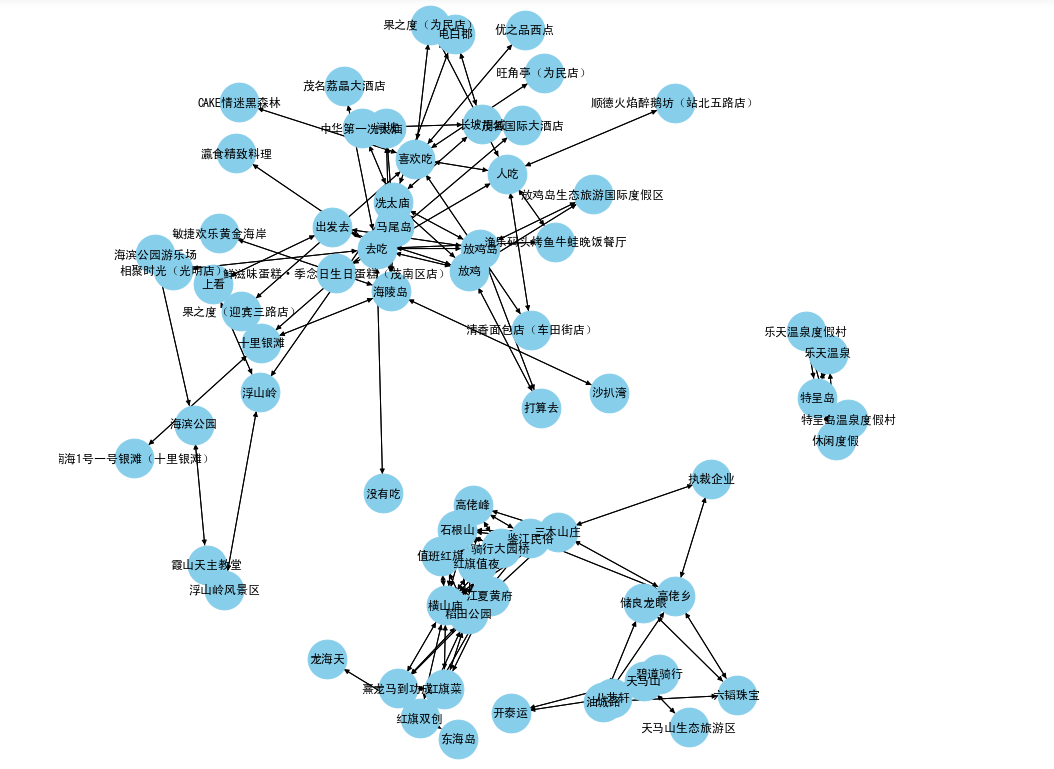 果之度（为民店）
电白郡
优之品西点
旺角亭（为民店）
茂名荔晶大酒店
CAKE情迷黑森林
顺德火焰醉鹅坊（站北五路店）
中华第一冼太庙
长坡旧城
国际大酒店
瀛食精致料理
喜欢吃
人吃
放鸡岛生态旅游国际度假区
冼太庙
出发去
马尾岛
敏捷欢乐黄金海岸
去吃
放鸡岛
渔乐码头烤鱼牛蛙晚饭餐厅
海滨公园游乐场
相聚时光（光明店）
鲜滋味蛋糕·季念日生日蛋糕（茂南区店）
放鸡
上看
海陵岛
果之度（迎宾三路店）
清香面包店（车田街店）
十里银滩
乐天温泉度假村
乐天温泉
浮山岭
沙扒湾
打算去
特呈岛
特呈岛温泉度假村
休闲度假
海滨公园
南海1号一号银滩（十里银滩）
没有吃
执裁企业
高佬峰
石根山
三木山庄
鉴江民俗
骑行大园桥
值班红旗
红旗值夜
霞山天主教堂
浮山岭风景区
江夏黄府
横山庙
稻田公园
储良龙眼
高佬乡
龙海天
碧道骑行
天马山
熹龙马到功成
红旗菜
六韬珠宝
油城路
开泰运
红旗双创
天马山生态旅游区
东海岛